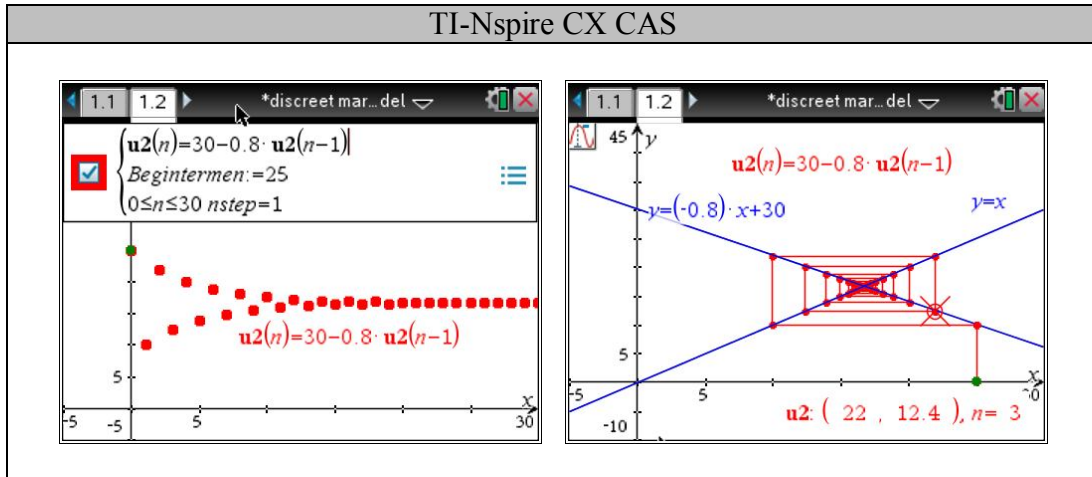 TI-Nspire CX CAS
1.1 1.2 *discreet mar…del
u2(n)=30−0.8· u2(n−1)
Begintermen:=25
0≤n≤30 nstep=1
u2(n)=30−0.8· u2(n−1)
5
x
-5 -5 5 30
1.1 1.2 *discreet mar…del
45 y
u2(n)=30−0.8· u2(n−1)
y=(-0.8)· x+30 y=x
5
x
-5 5
-10 u2: ( 22 , 12.4 ), n= 3